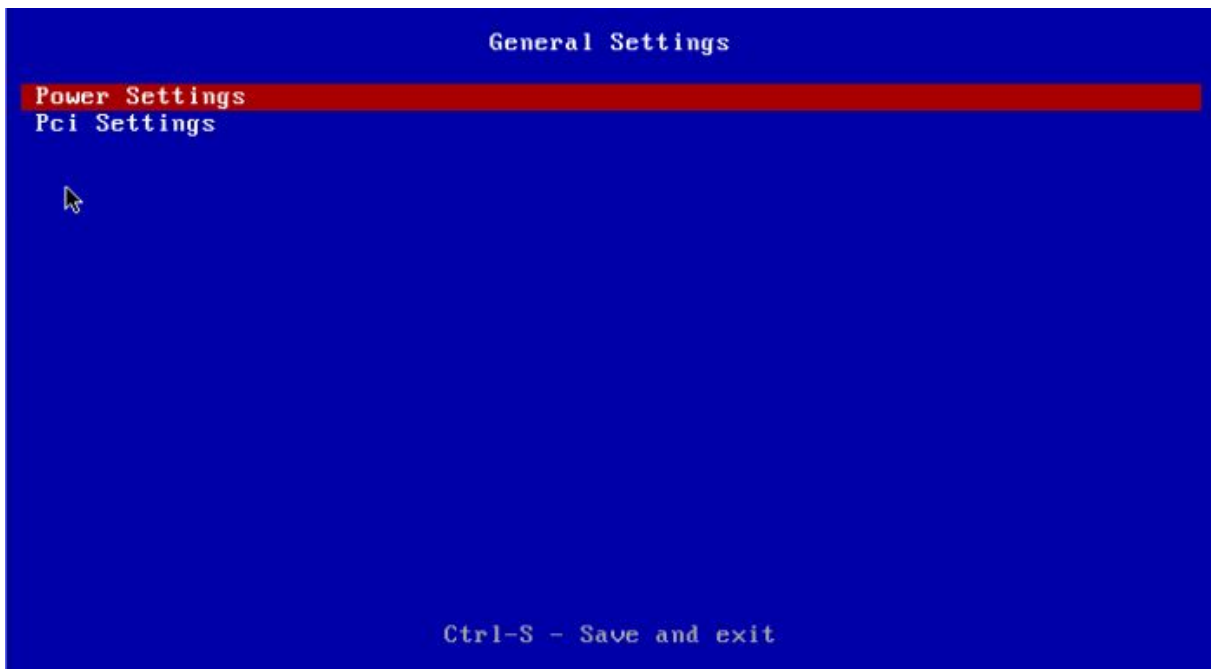 General Settings
Power Settings
Pci Settings
Ctrl-S - Save and exit